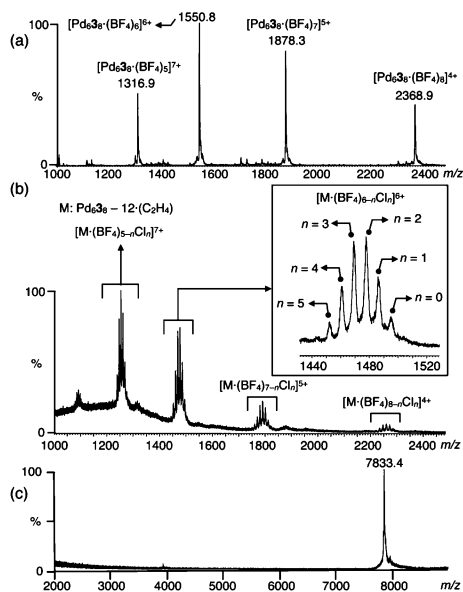 (a)
[Pd₆3₈·(BF₄)₆]⁶⁺
1550.8
[Pd₆3₈·(BF₄)₇]⁵⁺
1878.3
[Pd₆3₈·(BF₄)₅]⁷⁺
1316.9
[Pd₆3₈·(BF₄)₈]⁴⁺
2368.9
100
%
0
1000 1200 1400 1600 1800 2000 2200 2400 m/z
(b)
M: Pd₆3₈ – 12·(C₂H₄)
[M·(BF₄)₅₋ₙClₙ]⁷⁺
[M·(BF₄)₆₋ₙClₙ]⁶⁺
n = 3
n = 2
n = 4
n = 1
n = 5
n = 0
1440 1480 1520
[M·(BF₄)₇₋ₙClₙ]⁵⁺
[M·(BF₄)₈₋ₙClₙ]⁴⁺
100
%
0
1000 1200 1400 1600 1800 2000 2200 2400 m/z
(c)
7833.4
100
%
0
2000 3000 4000 5000 6000 7000 8000 m/z